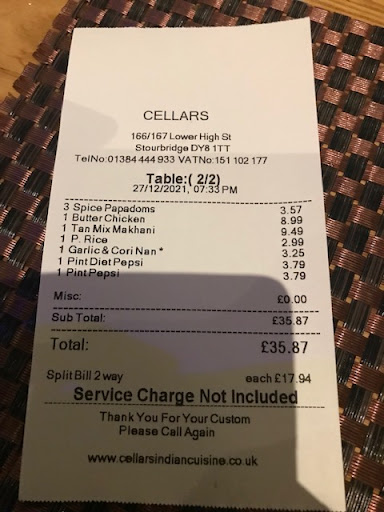 CELLARS
166/167 Lower High St
Stourbridge DY8 1TT
TelNo:01384 444 933 VATNo:151 102 177
Table:( 2/2)
27/12/2021, 07:33 PM
3 Spice Papadoms 3.57
1 Butter Chicken 8.99
1 Tan Mix Makhani 9.49
1 P. Rice 2.99
1 Garlic & Cori Nan * 3.25
1 Pint Diet Pepsi 3.79
1 Pint Pepsi 3.79
Misc: £0.00
Sub Total: £35.87
Total: £35.87
Split Bill 2 way each £17.94
Service Charge Not Included
Thank You For Your Custom
Please Call Again
www.cellarsindiancuisine.co.uk